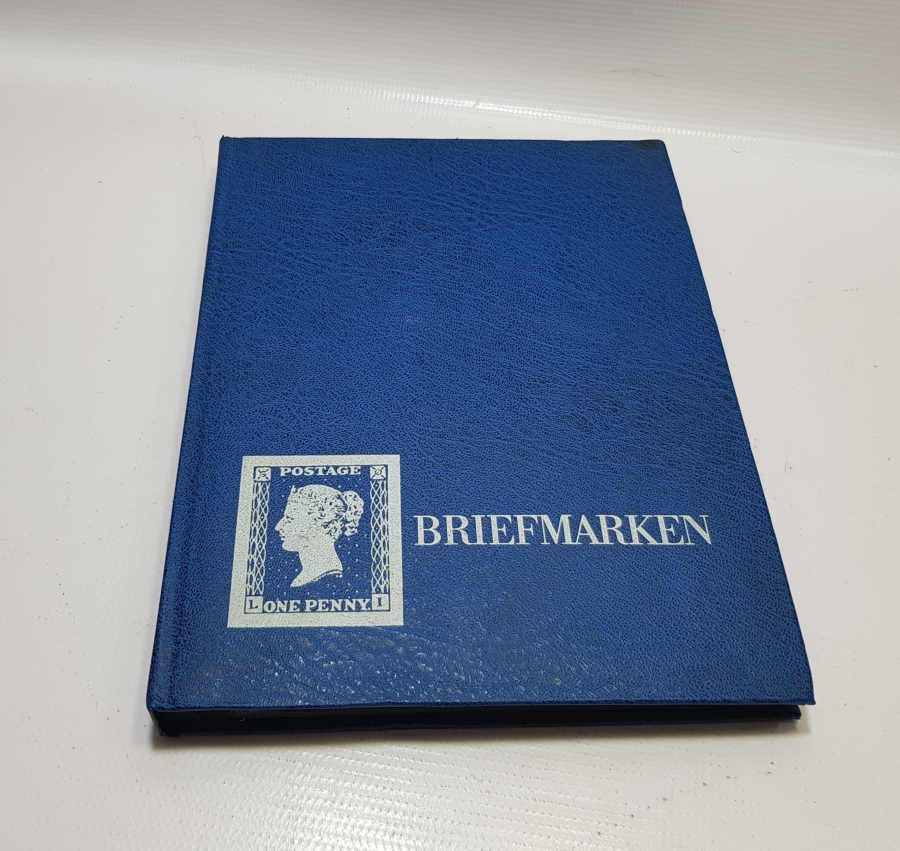 POSTAGE
L ONE PENNY. I
BRIEFMARKEN